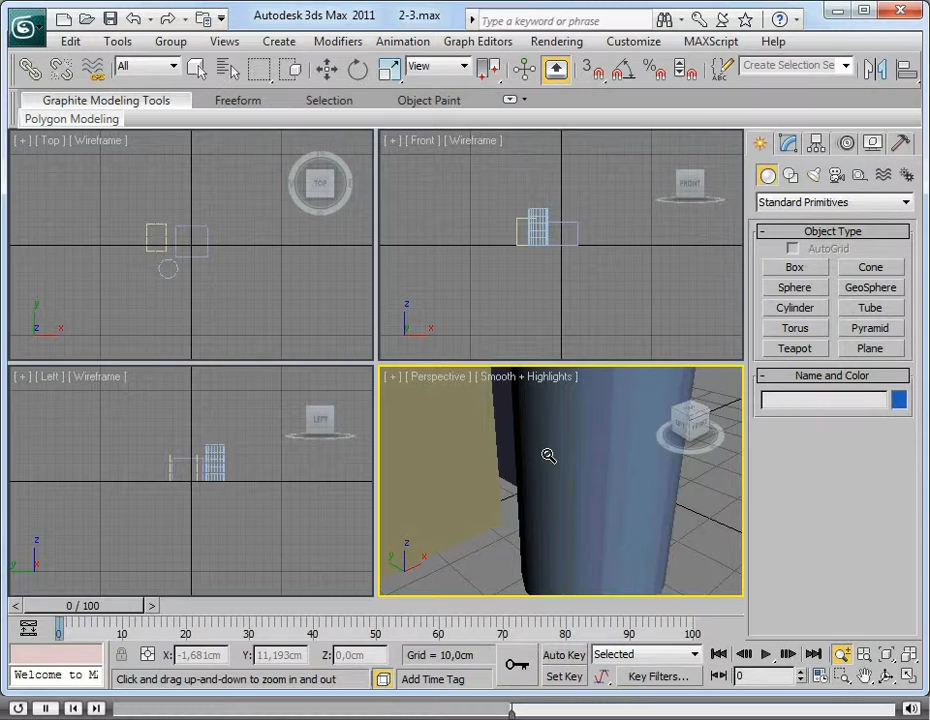 Autodesk 3ds Max 2011 2-3.max
Type a keyword or phrase
Edit Tools Group Views Create Modifiers Animation Graph Editors Rendering Customize MAXScript Help
All View 3 Create Selection Se
Graphite Modeling Tools Freeform Selection Object Paint
Polygon Modeling
[ + ] [ Top ] [ Wireframe ]
[ + ] [ Front ] [ Wireframe ]
TOP
FRONT
y
z x
z
x
Standard Primitives
- Object Type
AutoGrid
Box Cone
Sphere GeoSphere
Cylinder Tube
Torus Pyramid
Teapot Plane
- Name and Color
[ + ] [ Left ] [ Wireframe ]
[ + ] [ Perspective ] [ Smooth + Highlights ]
LEFT
LEFT FRONT
z
y x
z
y x
< 0 / 100 >
0 10 20 30 40 50 60 70 80 90 100
X: -1,681cm Y: 11,193cm Z: 0,0cm Grid = 10,0cm Auto Key Selected
Welcome to M
Click and drag up-and-down to zoom in and out Add Time Tag Set Key Key Filters... 0